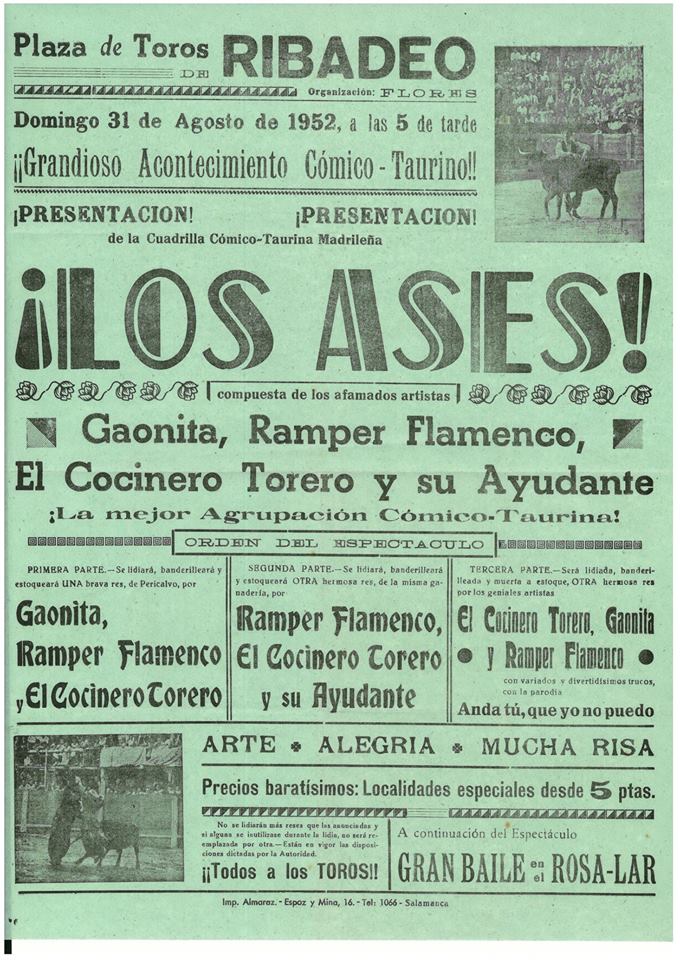 Plaza de Toros
DE
RIBADEO
Organización: FLORES
Domingo 31 de Agosto de 1952, a las 5 de tarde
¡¡Grandioso Acontecimiento Cómico-Taurino!!
¡PRESENTACION! ¡PRESENTACION!
de la Cuadrilla Cómico-Taurina Madrileña
¡LOS ASES!
compuesta de los afamados artistas
Gaonita, Ramper Flamenco,
El Cocinero Torero y su Ayudante
¡La mejor Agrupación Cómico-Taurina!
ORDEN DEL ESPECTACULO
PRIMERA PARTE.—Se lidiará, banderilleará y
estoqueará UNA brava res, de Pericalvo, por
Gaonita,
Ramper Flamenco
y El Cocinero Torero
SEGUNDA PARTE.—Se lidiará, banderilleará
y estoqueará OTRA hermosa res, de la misma ga-
nadería, por
Ramper Flamenco,
El Cocinero Torero
y su Ayudante
TERCERA PARTE.—Será lidiada, banderi-
lleada y muerta a estoque, OTRA hermosa res
por los geniales artistas
El Cocinero Torero, Gaonita
y Ramper Flamenco
con variados y divertidísimos trucos,
con la parodia
Anda tú, que yo no puedo
ARTE ALEGRIA MUCHA RISA
Precios baratísimos: Localidades especiales desde 5 ptas.
No se lidiarán más reses que las anunciadas y
si alguna se inutilizase durante la lidia, no será re-
emplazada por otra.—Están en vigor las disposi-
ciones dictadas por la Autoridad.
¡¡Todos a los TOROS!!
A continuación del Espectáculo
GRAN BAILE en el ROSA-LAR
Imp. Almaraz.- Espoz y Mina, 16.- Tel: 1066 - Salamanca